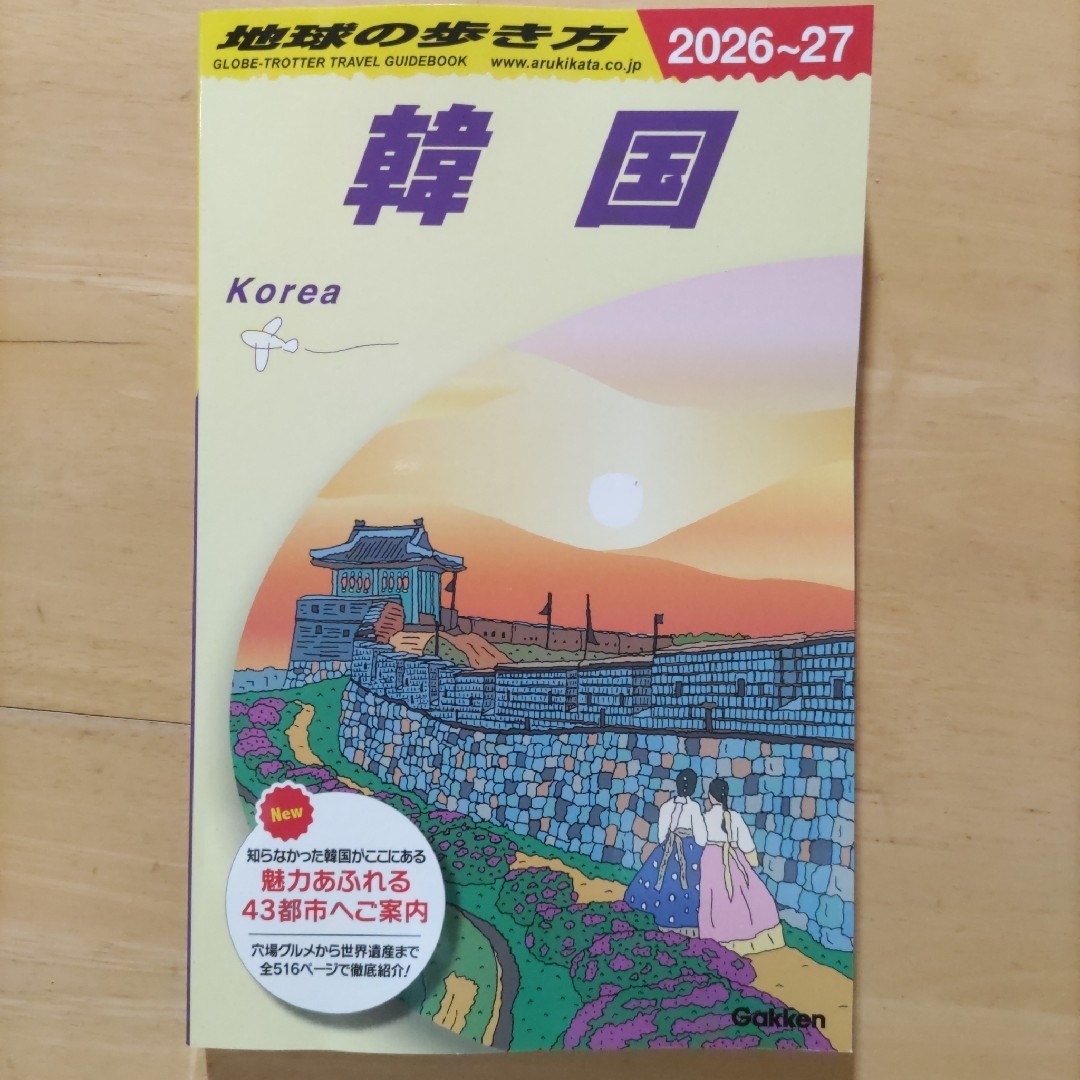 地球の歩き方
GLOBE-TROTTER TRAVEL GUIDEBOOK www.arukikata.co.jp
2026~27
韓国
Korea
New
知らなかった韓国がここにある
魅力あふれる
43都市へご案内
穴場グルメから世界遺産まで
全516ページで徹底紹介!
Gakken